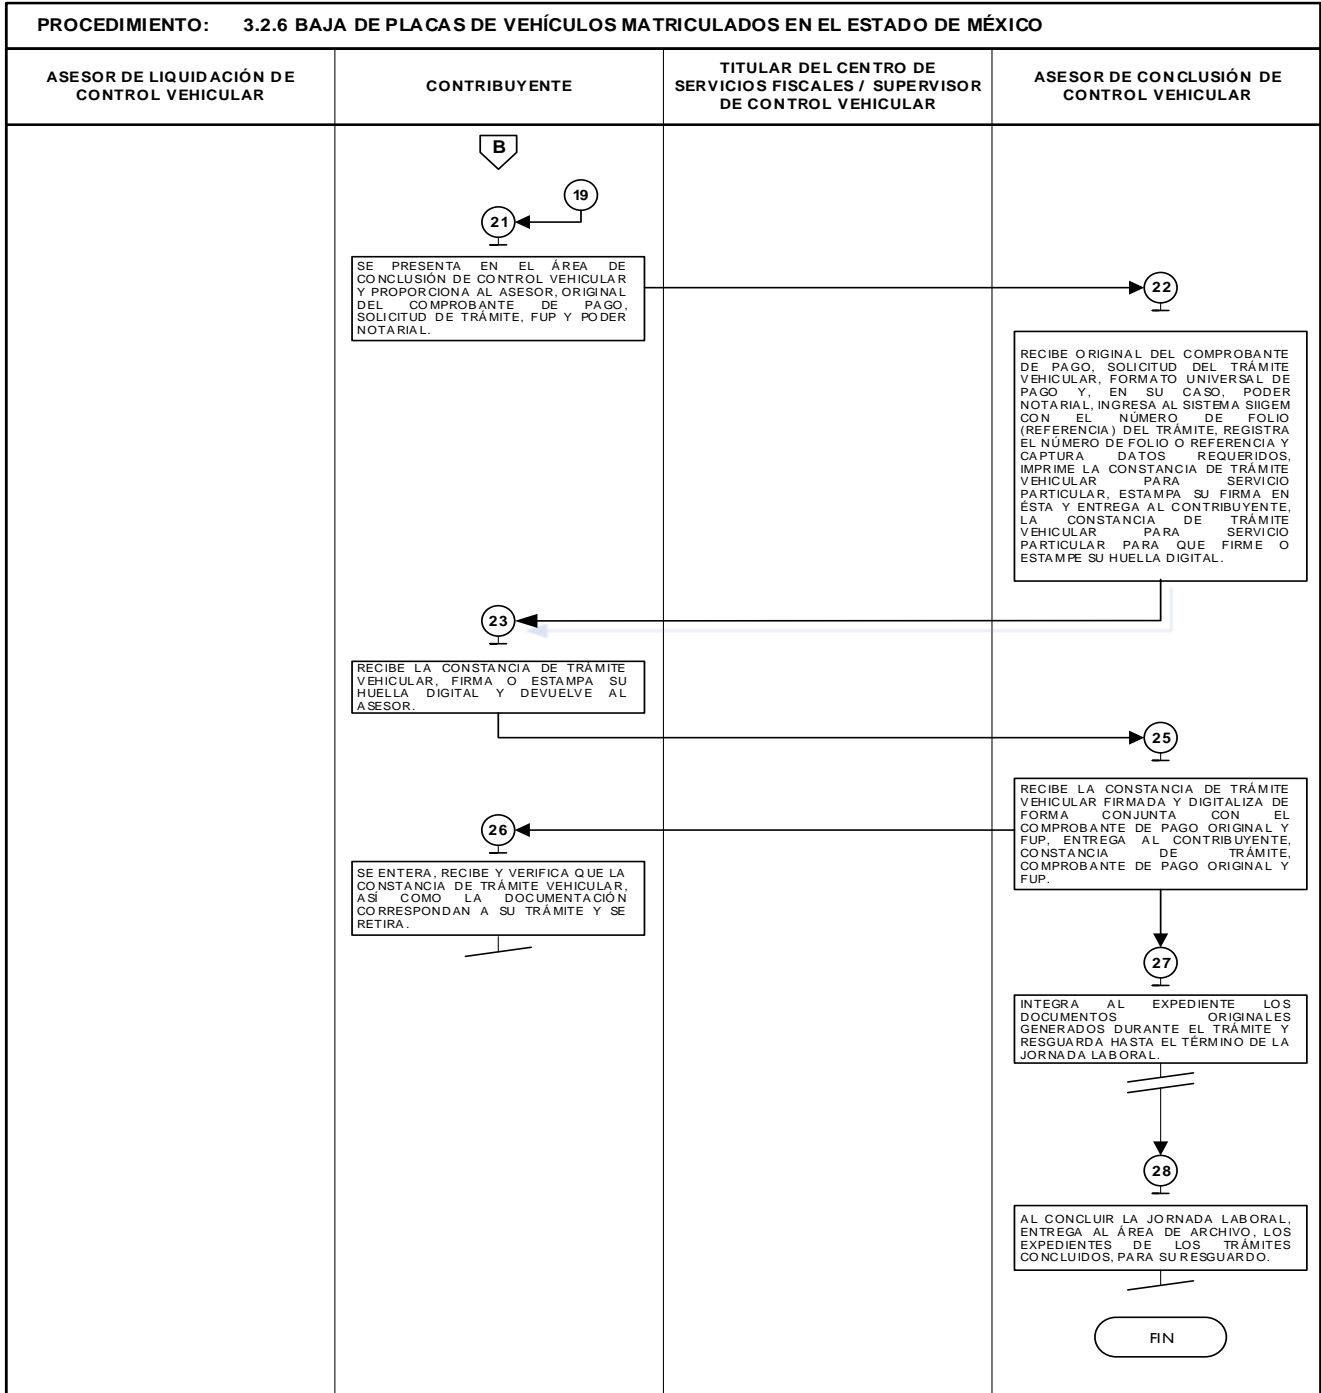 PROCEDIMIENTO: 3.2.6 BAJA DE PLACAS DE VEHÍCULOS MATRICULADOS EN EL ESTADO DE MÉXICO
ASESOR DE LIQUIDACIÓN DE
CONTROL VEHICULAR
CONTRIBUYENTE
TITULAR DEL CENTRO DE
SERVICIOS FISCALES / SUPERVISOR
DE CONTROL VEHICULAR
ASESOR DE CONCLUSIÓN DE
CONTROL VEHICULAR
B
19
21
SE PRESENTA EN EL ÁREA DE
CONCLUSIÓN DE CONTROL VEHICULAR
Y PROPORCIONA AL ASESOR, ORIGINAL
DEL COMPROBANTE DE PAGO,
SOLICITUD DE TRÁMITE, FUP Y PODER
NOTARIAL.
22
RECIBE ORIGINAL DEL COMPROBANTE
DE PAGO, SOLICITUD DEL TRÁMITE
VEHICULAR, FORMATO UNIVERSAL DE
PAGO Y, EN SU CASO, PODER
NOTARIAL, INGRESA AL SISTEMA SIIGEM
CON EL NÚMERO DE FOLIO
(REFERENCIA) DEL TRÁMITE, REGISTRA
EL NÚMERO DE FOLIO O REFERENCIA Y
CAPTURA DATOS REQUERIDOS,
IMPRIME LA CONSTANCIA DE TRÁMITE
VEHICULAR PARA SERVICIO
PARTICULAR, ESTAMPA SU FIRMA EN
ÉSTA Y ENTREGA AL CONTRIBUYENTE,
LA CONSTANCIA DE TRÁMITE
VEHICULAR PARA SERVICIO
PARTICULAR PARA QUE FIRME O
ESTAMPE SU HUELLA DIGITAL.
23
RECIBE LA CONSTANCIA DE TRÁMITE
VEHICULAR, FIRMA O ESTAMPA SU
HUELLA DIGITAL Y DEVUELVE AL
ASESOR.
25
RECIBE LA CONSTANCIA DE TRÁMITE
VEHICULAR FIRMADA Y DIGITALIZA DE
FORMA CONJUNTA CON EL
COMPROBANTE DE PAGO ORIGINAL Y
FUP, ENTREGA AL CONTRIBUYENTE,
CONSTANCIA DE TRÁMITE,
COMPROBANTE DE PAGO ORIGINAL Y
FUP.
26
SE ENTERA, RECIBE Y VERIFICA QUE LA
CONSTANCIA DE TRÁMITE VEHICULAR,
ASÍ COMO LA DOCUMENTACIÓN
CORRESPONDAN A SU TRÁMITE Y SE
RETIRA.
27
INTEGRA AL EXPEDIENTE LOS
DOCUMENTOS ORIGINALES
GENERADOS DURANTE EL TRÁMITE Y
RESGUARDA HASTA EL TÉRMINO DE LA
JORNADA LABORAL.
28
AL CONCLUIR LA JORNADA LABORAL,
ENTREGA AL ÁREA DE ARCHIVO, LOS
EXPEDIENTES DE LOS TRÁMITES
CONCLUIDOS, PARA SU RESGUARDO.
FIN